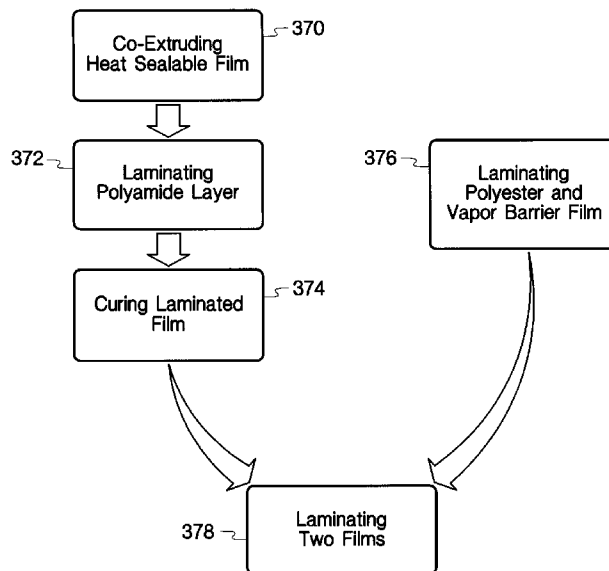 370
Co-Extruding
Heat Sealable Film
372
Laminating
Polyamide Layer
376
Laminating
Polyester and
Vapor Barrier Film
374
Curing Laminated
Film
378
Laminating
Two Films